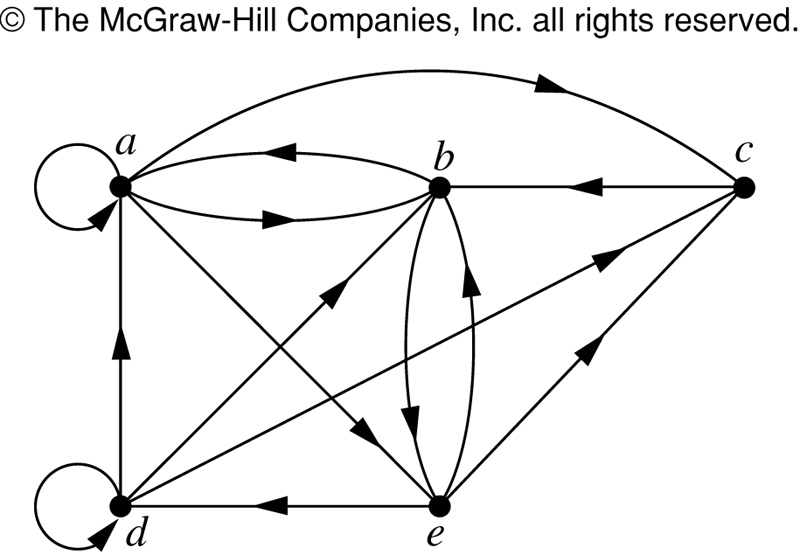 © The McGraw-Hill Companies, Inc. all rights reserved.
a
b
c
d
e